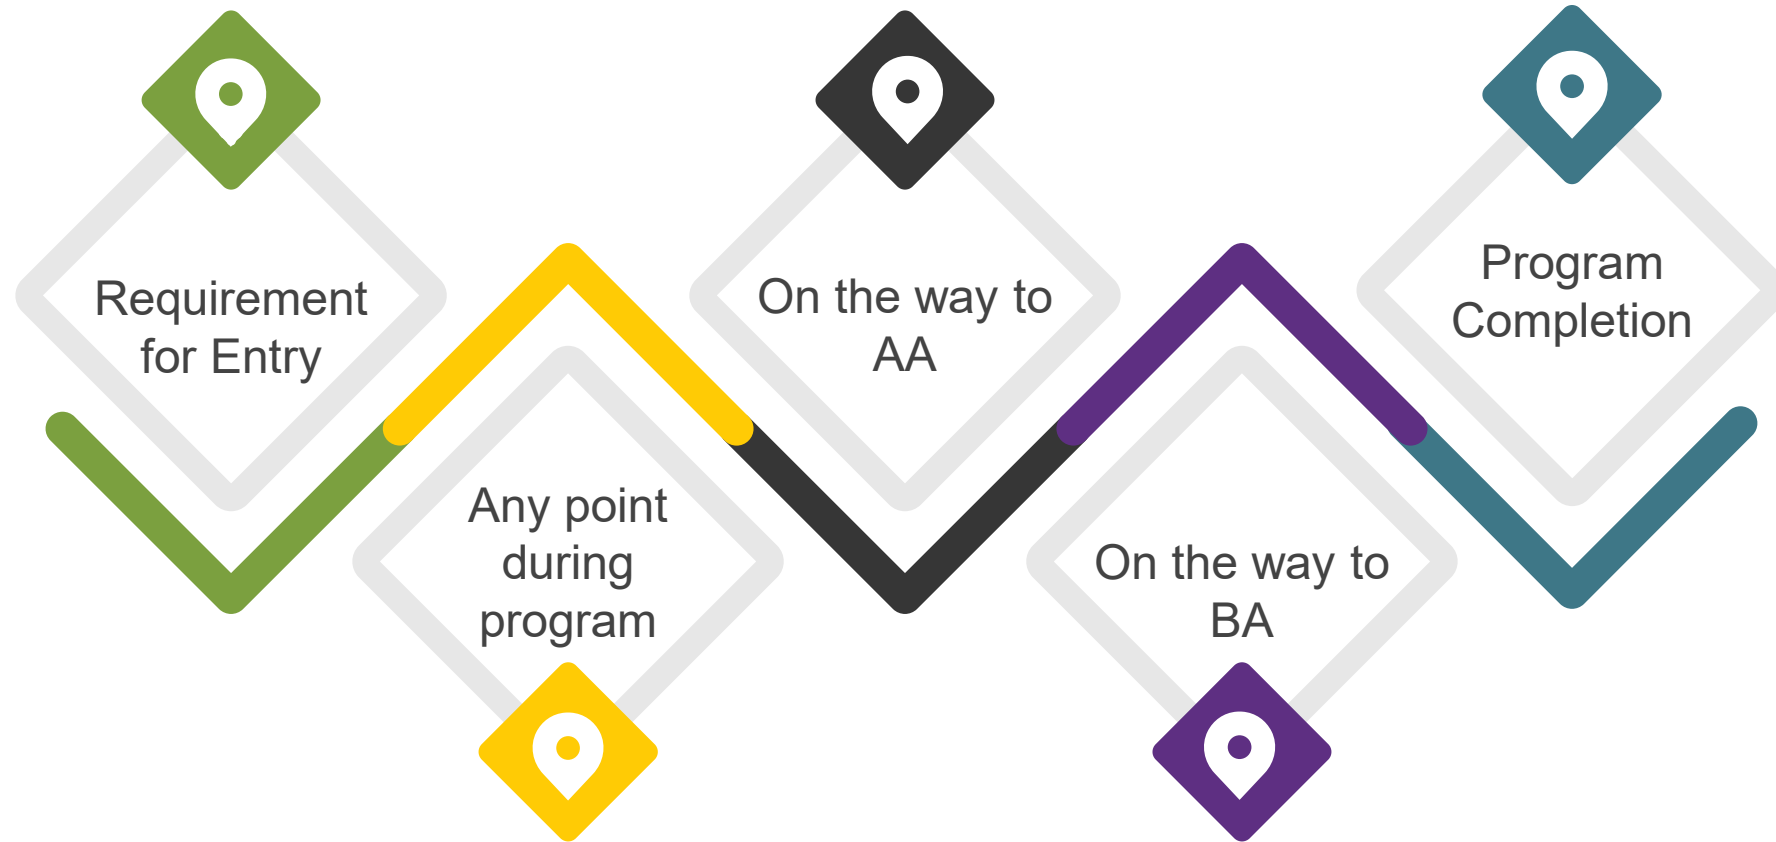 Requirement
for Entry
Any point
during
program
On the way to
AA
On the way to
BA
Program
Completion